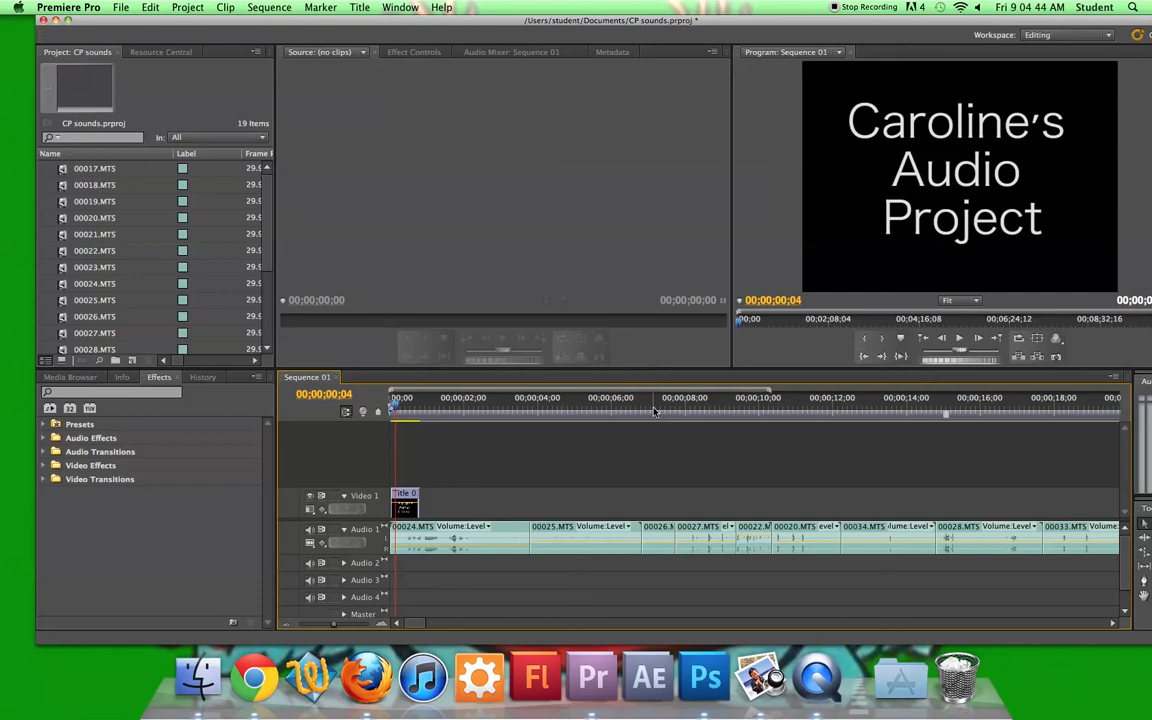 Premiere Pro File Edit Project Clip Sequence Marker Title Window Help Stop Recording 4 Fri 9:04:44 AM Student
/Users/student/Documents/CP sounds.prproj *
Workspace: Editing
Project: CP sounds Resource Central Source: (no clips) Effect Controls Audio Mixer: Sequence 01 Metadata Program: Sequence 01
Caroline's
Audio
Project
CP sounds.prproj 19 Items
In: All
Name Label Frame R
00017.MTS 29.9
00018.MTS 29.9
00019.MTS 29.9
00020.MTS 29.9
00021.MTS 29.9
00022.MTS 29.9
00023.MTS 29.9
00024.MTS 29.9
00025.MTS 29.9
00026.MTS 29.9
00027.MTS 29.9
00028.MTS 29.9
00;00;00;00 00;00;00;00 00;00;00;04 Fit 00;00;0
00;00 00;02;08;04 00;04;16;08 00;06;24;12 00;08;32;16
Media Browser Info Effects History
Presets
Audio Effects
Audio Transitions
Video Effects
Video Transitions
Sequence 01
00;00;00;04 00;00 00;00;02;00 00;00;04;00 00;00;06;00 00;00;08;00 00;00;10;00 00;00;12;00 00;00;14;00 00;00;16;00 00;00;18;00 00;0
Video 1 Title 0
Audio 1 00024.MTS Volume:Level 00025.MTS Volume:Level 00026.M 00027.MTS el 00022.M 00020.MTS evel 00034.MTS lume:Level 00028.MTS Volume:Level 00033.MTS Volume:
L
R
Audio 2
Audio 3
Audio 4
Master
Au
Too
Fl Pr AE Ps